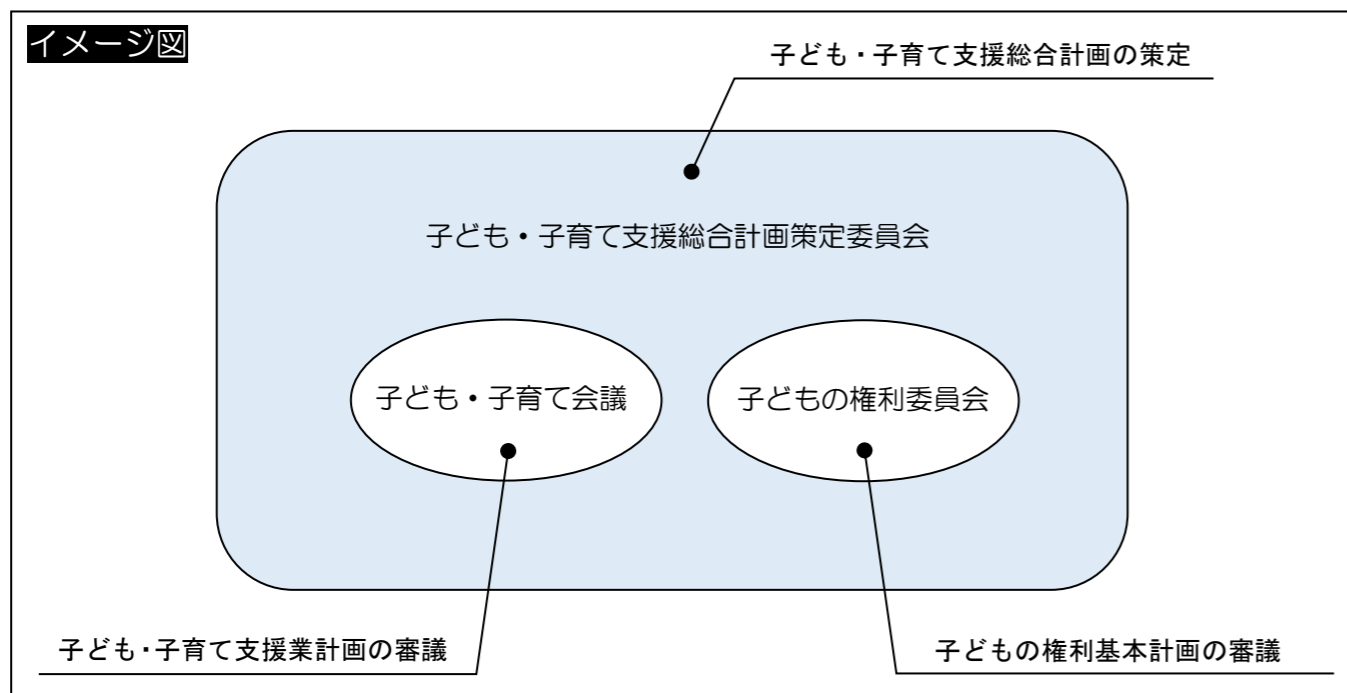 イメージ図
子ども・子育て支援総合計画の策定
子ども・子育て支援総合計画策定委員会
子ども・子育て会議
子どもの権利委員会
子ども・子育て支援業計画の審議
子どもの権利基本計画の審議